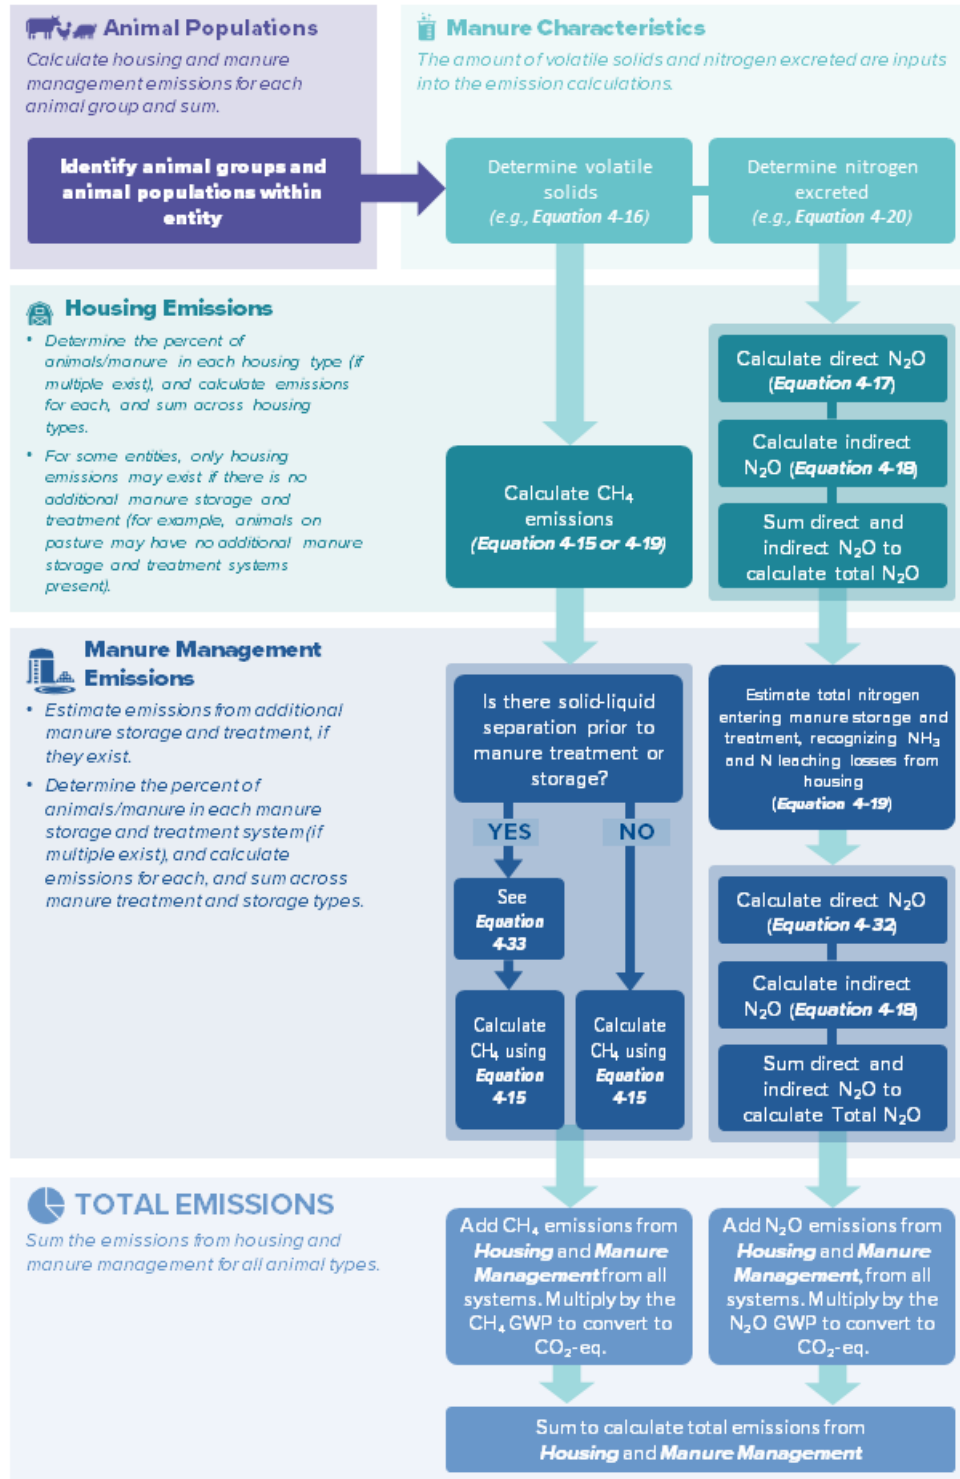 Animal Populations
Calculate housing and manure
management emissions for each
animal group and sum.
Identify animal groups and
animal populations within
entity
Manure Characteristics
The amount of volatile solids and nitrogen excreted are inputs
into the emission calculations.
Determine volatile
solids
(e.g., Equation 4-16)
Determine nitrogen
excreted
(e.g., Equation 4-20)
Housing Emissions
• Determine the percent of
animals/manure in each housing type (if
multiple exist), and calculate emissions
for each, and sum across housing
types.
• For some entities, only housing
emissions may exist if there is no
additional manure storage and
treatment (for example, animals on
pasture may have no additional manure
storage and treatment systems
present).
Calculate CH₄
emissions
(Equation 4-15 or 4-19)
Calculate direct N₂O
(Equation 4-17)
Calculate indirect
N₂O (Equation 4-18)
Sum direct and
indirect N₂O to
calculate total N₂O
Manure Management
Emissions
• Estimate emissions from additional
manure storage and treatment, if
they exist.
• Determine the percent of
animals/manure in each manure
storage and treatment system (if
multiple exist), and calculate
emissions for each, and sum across
manure treatment and storage types.
Is there solid-liquid
separation prior to
manure treatment or
storage?
YES
NO
See
Equation
4-33
Calculate
CH₄ using
Equation
4-15
Calculate
CH₄ using
Equation
4-15
Estimate total nitrogen
entering manure storage and
treatment, recognizing NH₃
and N leaching losses from
housing
(Equation 4-19)
Calculate direct N₂O
(Equation 4-32)
Calculate indirect
N₂O (Equation 4-18)
Sum direct and
indirect N₂O to
calculate Total N₂O
TOTAL EMISSIONS
Sum the emissions from housing and
manure management for all animal types.
Add CH₄ emissions from
Housing and Manure
Management from all
systems. Multiply by the
CH₄ GWP to convert to
CO₂-eq.
Add N₂O emissions from
Housing and Manure
Management, from all
systems. Multiply by the
N₂O GWP to convert to
CO₂-eq.
Sum to calculate total emissions from
Housing and Manure Management